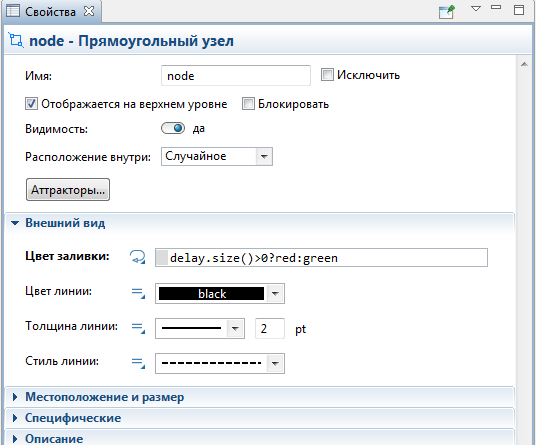 Свойства
node - Прямоугольный узел
Имя: node Исключить
Отображается на верхнем уровне Блокировать
Видимость: да
Расположение внутри: Случайное
Аттракторы...
Внешний вид
Цвет заливки: delay.size()>0?red:green
Цвет линии: black
Толщина линии: 2 pt
Стиль линии:
Местоположение и размер
Специфические
Описание